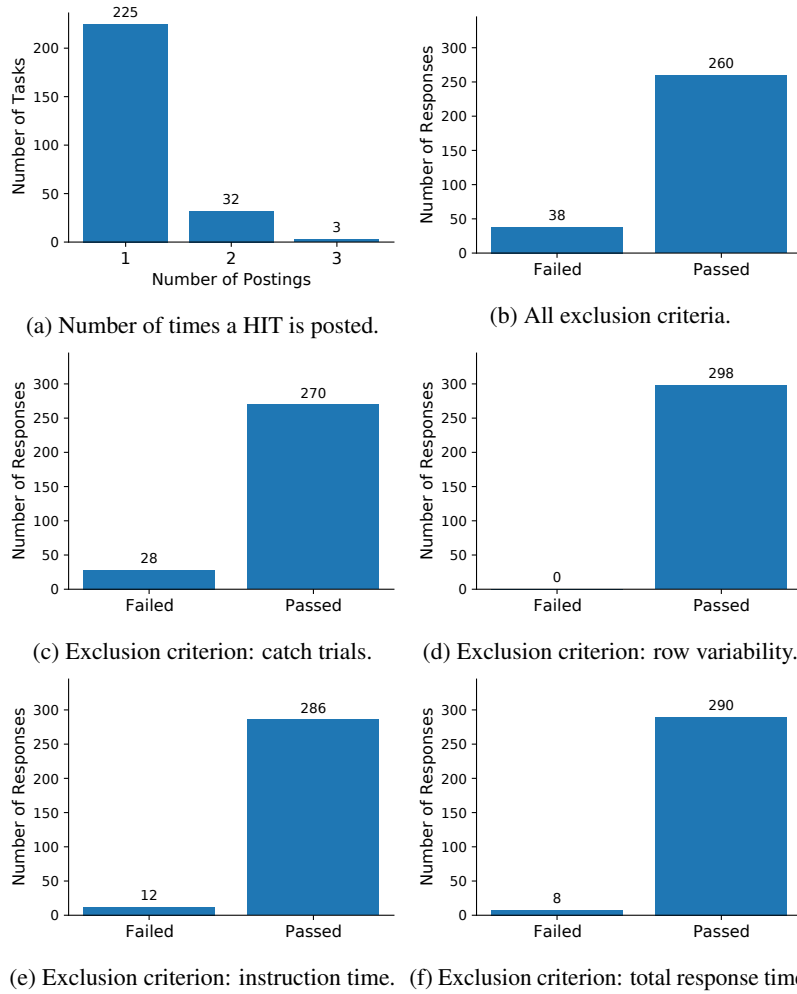 225
200
150
100
50
0
Number of Tasks
32
3
1 2 3
Number of Postings
(a) Number of times a HIT is posted.
300
250
200
150
100
50
0
Number of Responses
38
260
Failed Passed
(b) All exclusion criteria.
300
250
200
150
100
50
0
Number of Responses
28
270
Failed Passed
(c) Exclusion criterion: catch trials.
300
250
200
150
100
50
0
Number of Responses
0
298
Failed Passed
(d) Exclusion criterion: row variability.
300
250
200
150
100
50
0
Number of Responses
12
286
Failed Passed
(e) Exclusion criterion: instruction time.
300
250
200
150
100
50
0
Number of Responses
8
290
Failed Passed
(f) Exclusion criterion: total response time